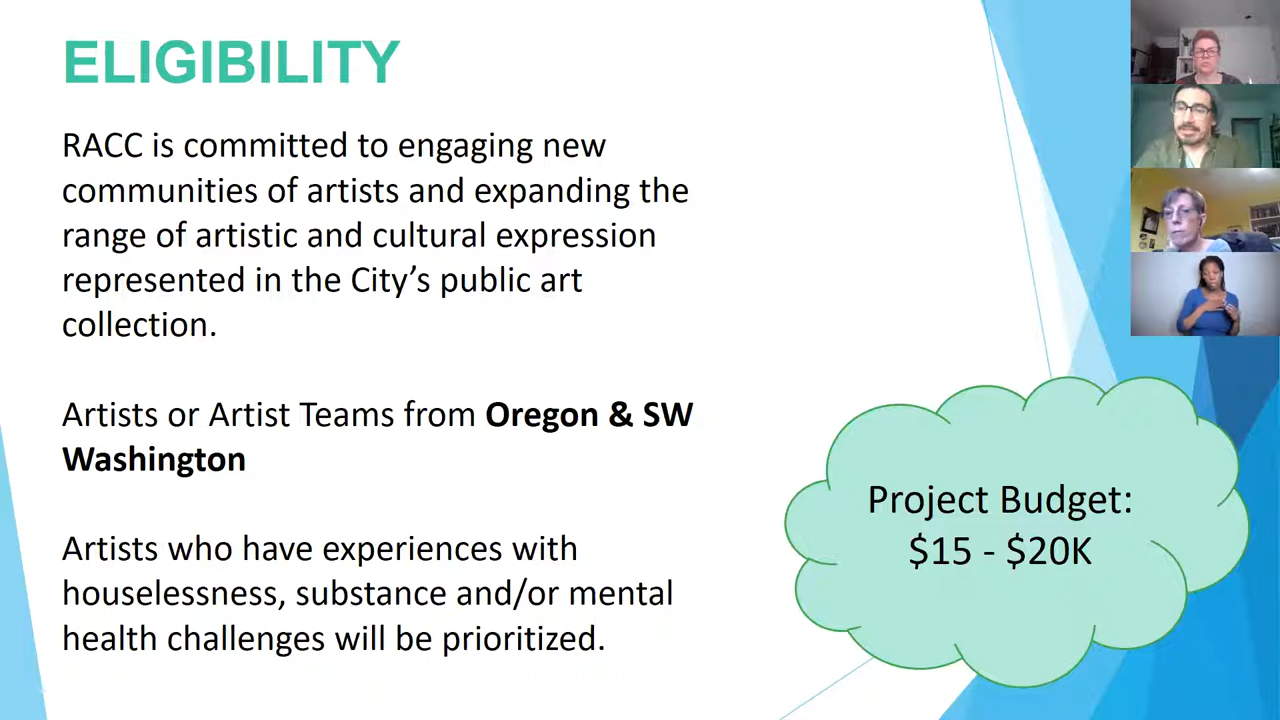 ELIGIBILITY
RACC is committed to engaging new
communities of artists and expanding the
range of artistic and cultural expression
represented in the City’s public art
collection.
Artists or Artist Teams from Oregon & SW
Washington
Artists who have experiences with
houselessness, substance and/or mental
health challenges will be prioritized.
Project Budget:
$15 - $20K